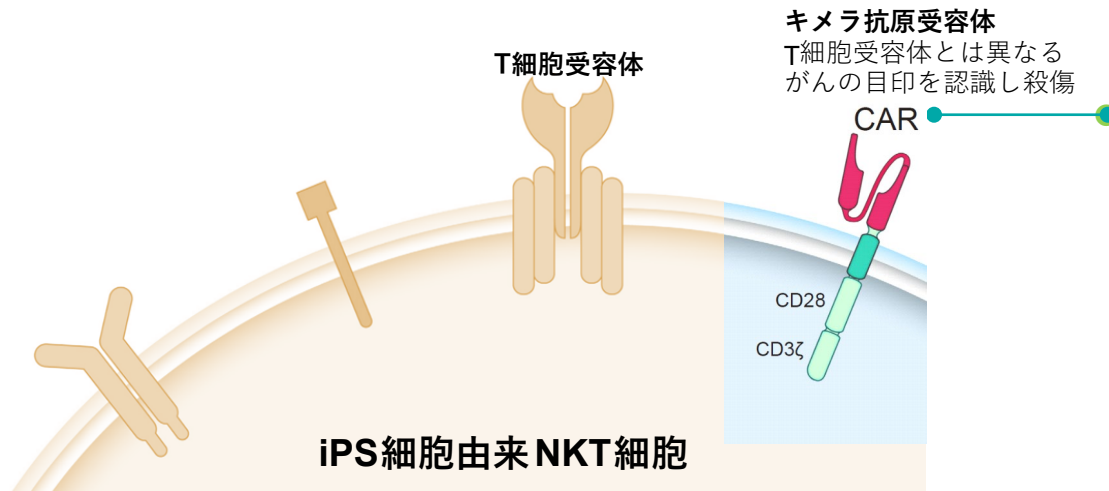 キメラ抗原受容体
T細胞受容体とは異なる
がんの目印を認識し殺傷
T細胞受容体
CAR
CD28
CD3ζ
iPS細胞由来NKT細胞